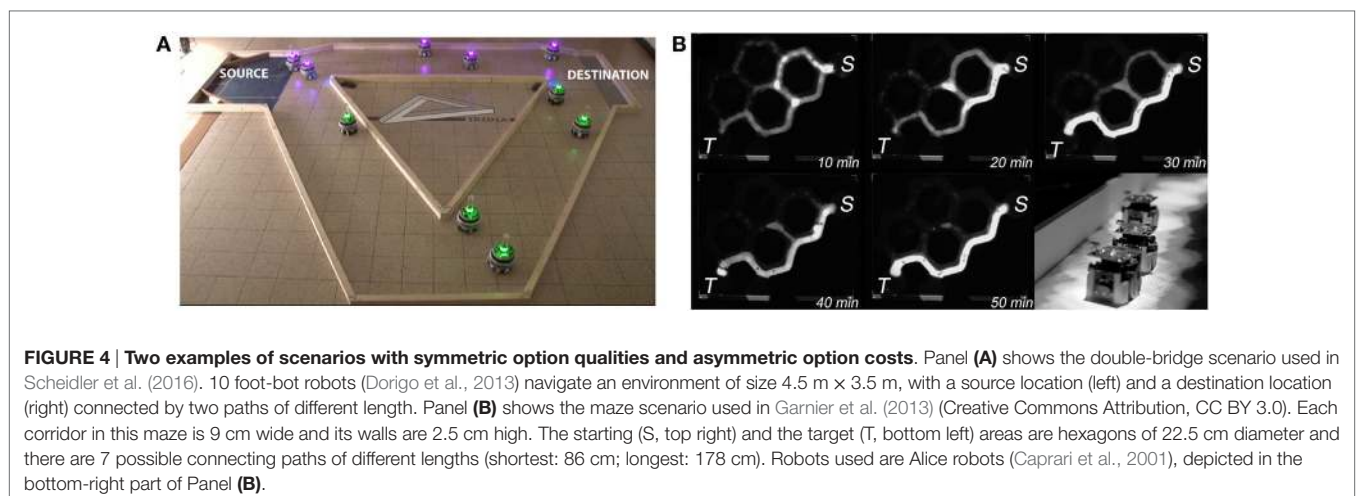 A
SOURCE
DESTINATION
IRIDIA
B
S
T
10 min
S
T
20 min
S
T
30 min
S
T
40 min
S
T
50 min
FIGURE 4 | Two examples of scenarios with symmetric option qualities and asymmetric option costs. Panel (A) shows the double-bridge scenario used in
Scheidler et al. (2016). 10 foot-bot robots (Dorigo et al., 2013) navigate an environment of size 4.5 m × 3.5 m, with a source location (left) and a destination location
(right) connected by two paths of different length. Panel (B) shows the maze scenario used in Garnier et al. (2013) (Creative Commons Attribution, CC BY 3.0). Each
corridor in this maze is 9 cm wide and its walls are 2.5 cm high. The starting (S, top right) and the target (T, bottom left) areas are hexagons of 22.5 cm diameter and
there are 7 possible connecting paths of different lengths (shortest: 86 cm; longest: 178 cm). Robots used are Alice robots (Caprari et al., 2001), depicted in the
bottom-right part of Panel (B).